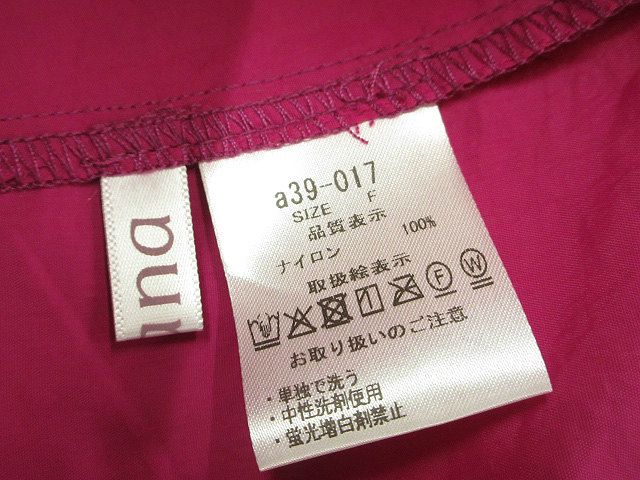 ana
a39-017
SIZE F
品質表示
ナイロン 100%
取扱絵表示
F W
お取り扱いのご注意
・単独で洗う
・中性洗剤使用
・蛍光増白剤禁止